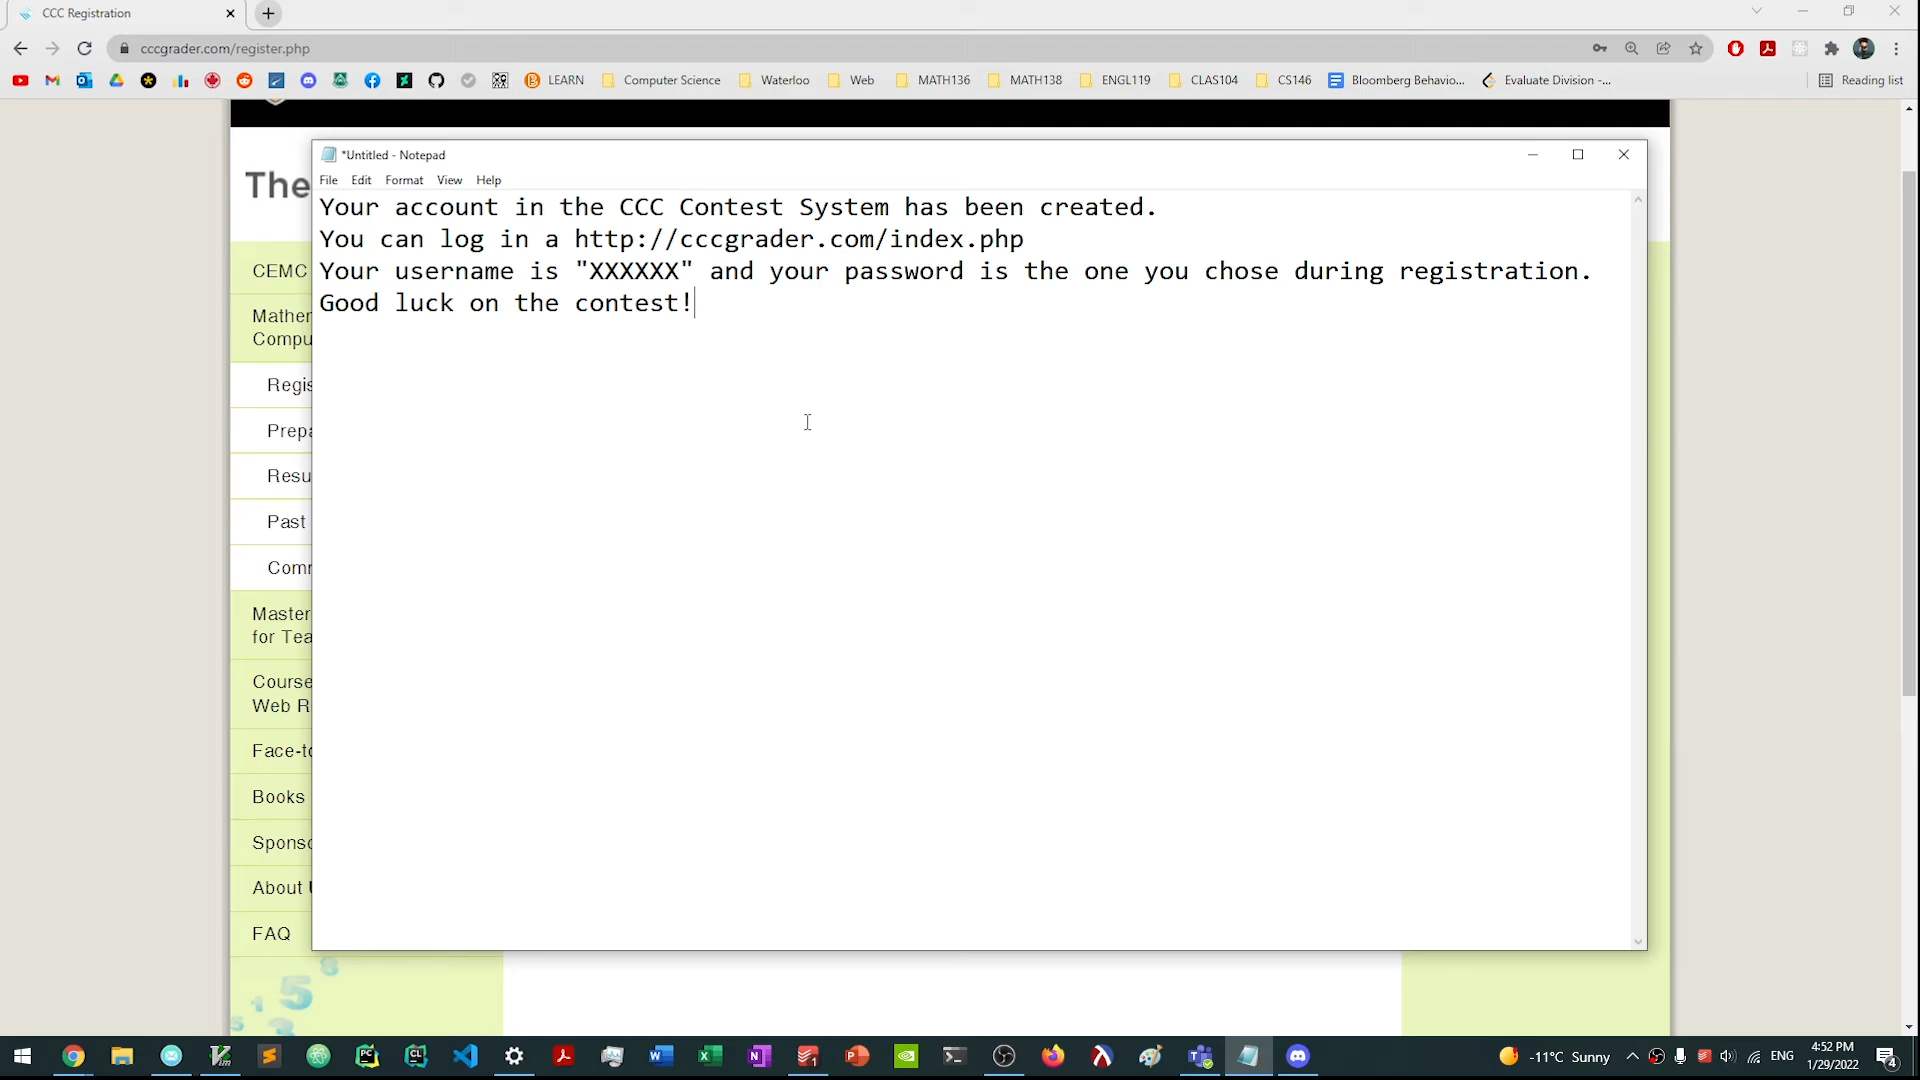 CCC Registration
cccgrader.com/register.php
LEARN Computer Science Waterloo Web MATH136 MATH138 ENGL119 CLAS104 CS146 Bloomberg Behavio... Evaluate Division -... Reading list
*Untitled - Notepad
File Edit Format View Help
Your account in the CCC Contest System has been created.
You can log in a http://cccgrader.com/index.php
Your username is "XXXXXX" and your password is the one you chose during registration.
Good luck on the contest!
The
CEMC
Mather
Compu
Regis
Prepa
Resu
Past
Comr
Master
for Tea
Course
Web R
Face-to
Books
Sponso
About U
FAQ
-11°C Sunny
ENG
4:52 PM
1/29/2022
4